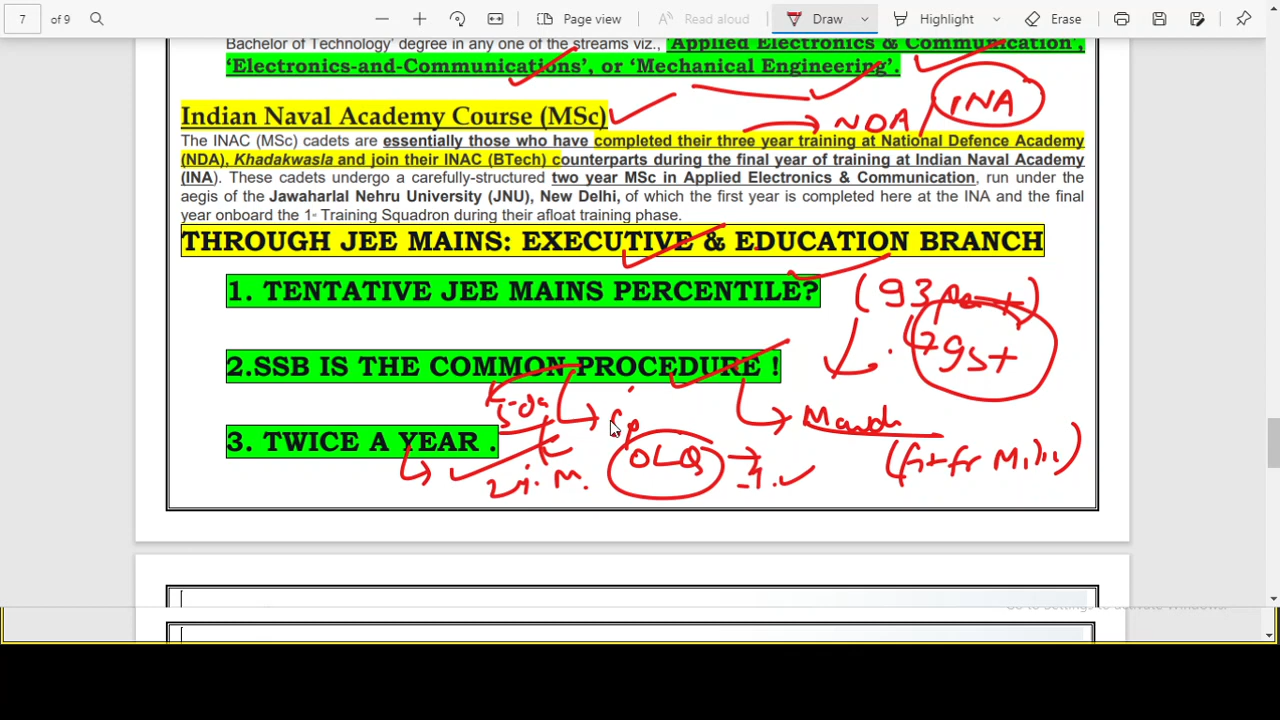 7 of 9 Page view Read aloud Draw Highlight Erase
Bachelor of Technology' degree in any one of the streams viz., 'Applied Electronics & Communication',
'Electronics-and-Communications', or 'Mechanical Engineering'.
INA
Indian Naval Academy Course (MSc)
NDA
The INAC (MSc) cadets are essentially those who have completed their three year training at National Defence Academy
(NDA), Khadakwasla and join their INAC (BTech) counterparts during the final year of training at Indian Naval Academy
(INA). These cadets undergo a carefully-structured two year MSc in Applied Electronics & Communication, run under the
aegis of the Jawaharlal Nehru University (JNU), New Delhi, of which the first year is completed here at the INA and the final
year onboard the 1st Training Squadron during their afloat training phase.
THROUGH JEE MAINS: EXECUTIVE & EDUCATION BRANCH
1. TENTATIVE JEE MAINS PERCENTILE?
(93
2.SSB IS THE COMMON PROCEDURE !
95+
3. TWICE A YEAR .
OLQ